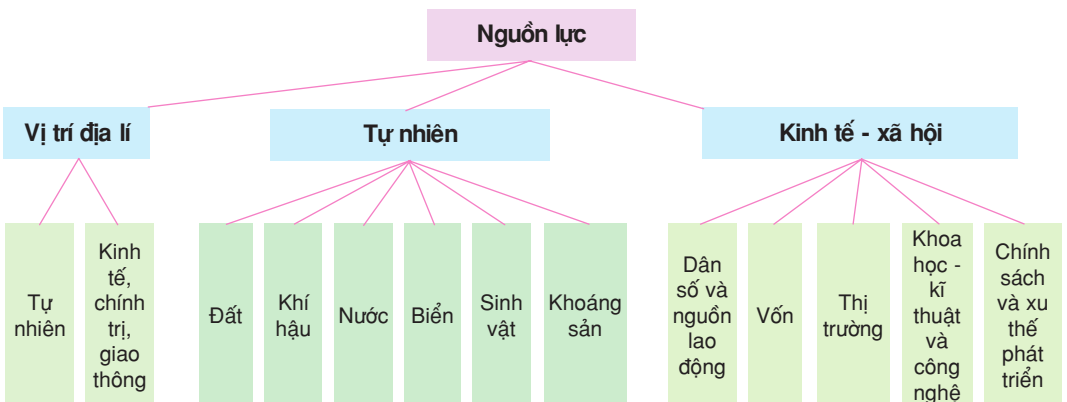 Nguồn lực
Vị trí địa lí
Tự nhiên
Kinh tế - xã hội
Tự
nhiên
Kinh
tế,
chính
trị,
giao
thông
Đất
Khí
hậu
Nước
Biển
Sinh
vật
Khoáng
sản
Dân
số và
nguồn
lao
động
Vốn
Thị
trường
Khoa
học -
kĩ
thuật
và
công
nghệ
Chính
sách
và xu
thế
phát
triển